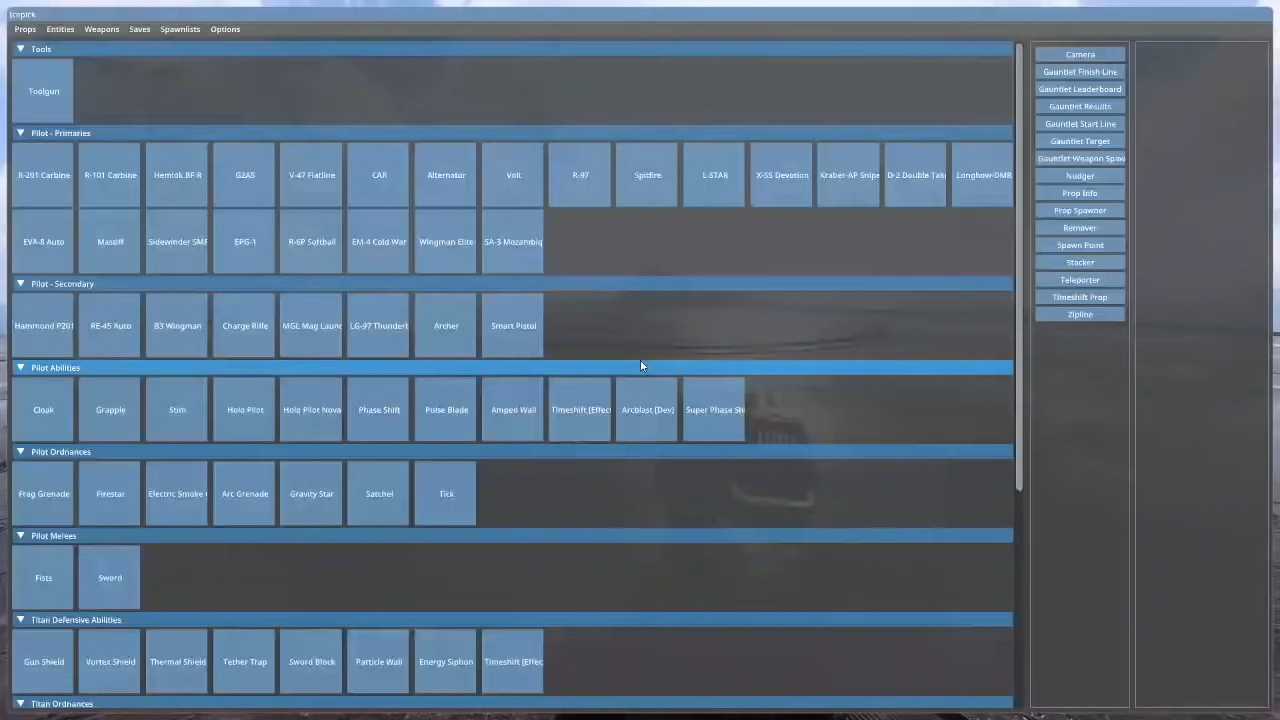 Icepick
Props Entities Weapons Saves Spawnlists Options
Tools
Toolgun
Pilot - Primaries
R-201 Carbine R-101 Carbine Hemlok BF-R G2A5 V-47 Flatline CAR Alternator Volt R-97 Spitfire L-STAR X-55 Devotion Kraber-AP Snipe D-2 Double Tak Longbow-DMR
EVA-8 Auto Mastiff Sidewinder SMR EPG-1 R-6P Softball EM-4 Cold War Wingman Elite SA-3 Mozambiq
Pilot - Secondary
Hammond P201 RE-45 Auto B3 Wingman Charge Rifle MGL Mag Launc LG-97 Thunderb Archer Smart Pistol
Pilot Abilities
Cloak Grapple Stim Holo Pilot Holo Pilot Nova Phase Shift Pulse Blade Amped Wall Timeshift [Effec Arcblast [Dev] Super Phase Shi
Pilot Ordnances
Frag Grenade Firestar Electric Smoke Arc Grenade Gravity Star Satchel Tick
Pilot Melees
Fists Sword
Titan Defensive Abilities
Gun Shield Vortex Shield Thermal Shield Tether Trap Sword Block Particle Wall Energy Siphon Timeshift [Effec
Titan Ordnances
Camera
Gauntlet Finish Line
Gauntlet Leaderboard
Gauntlet Results
Gauntlet Start Line
Gauntlet Target
Gauntlet Weapon Spaw
Nudger
Prop Info
Prop Spawner
Remover
Spawn Point
Stacker
Teleporter
Timeshift Prop
Zipline